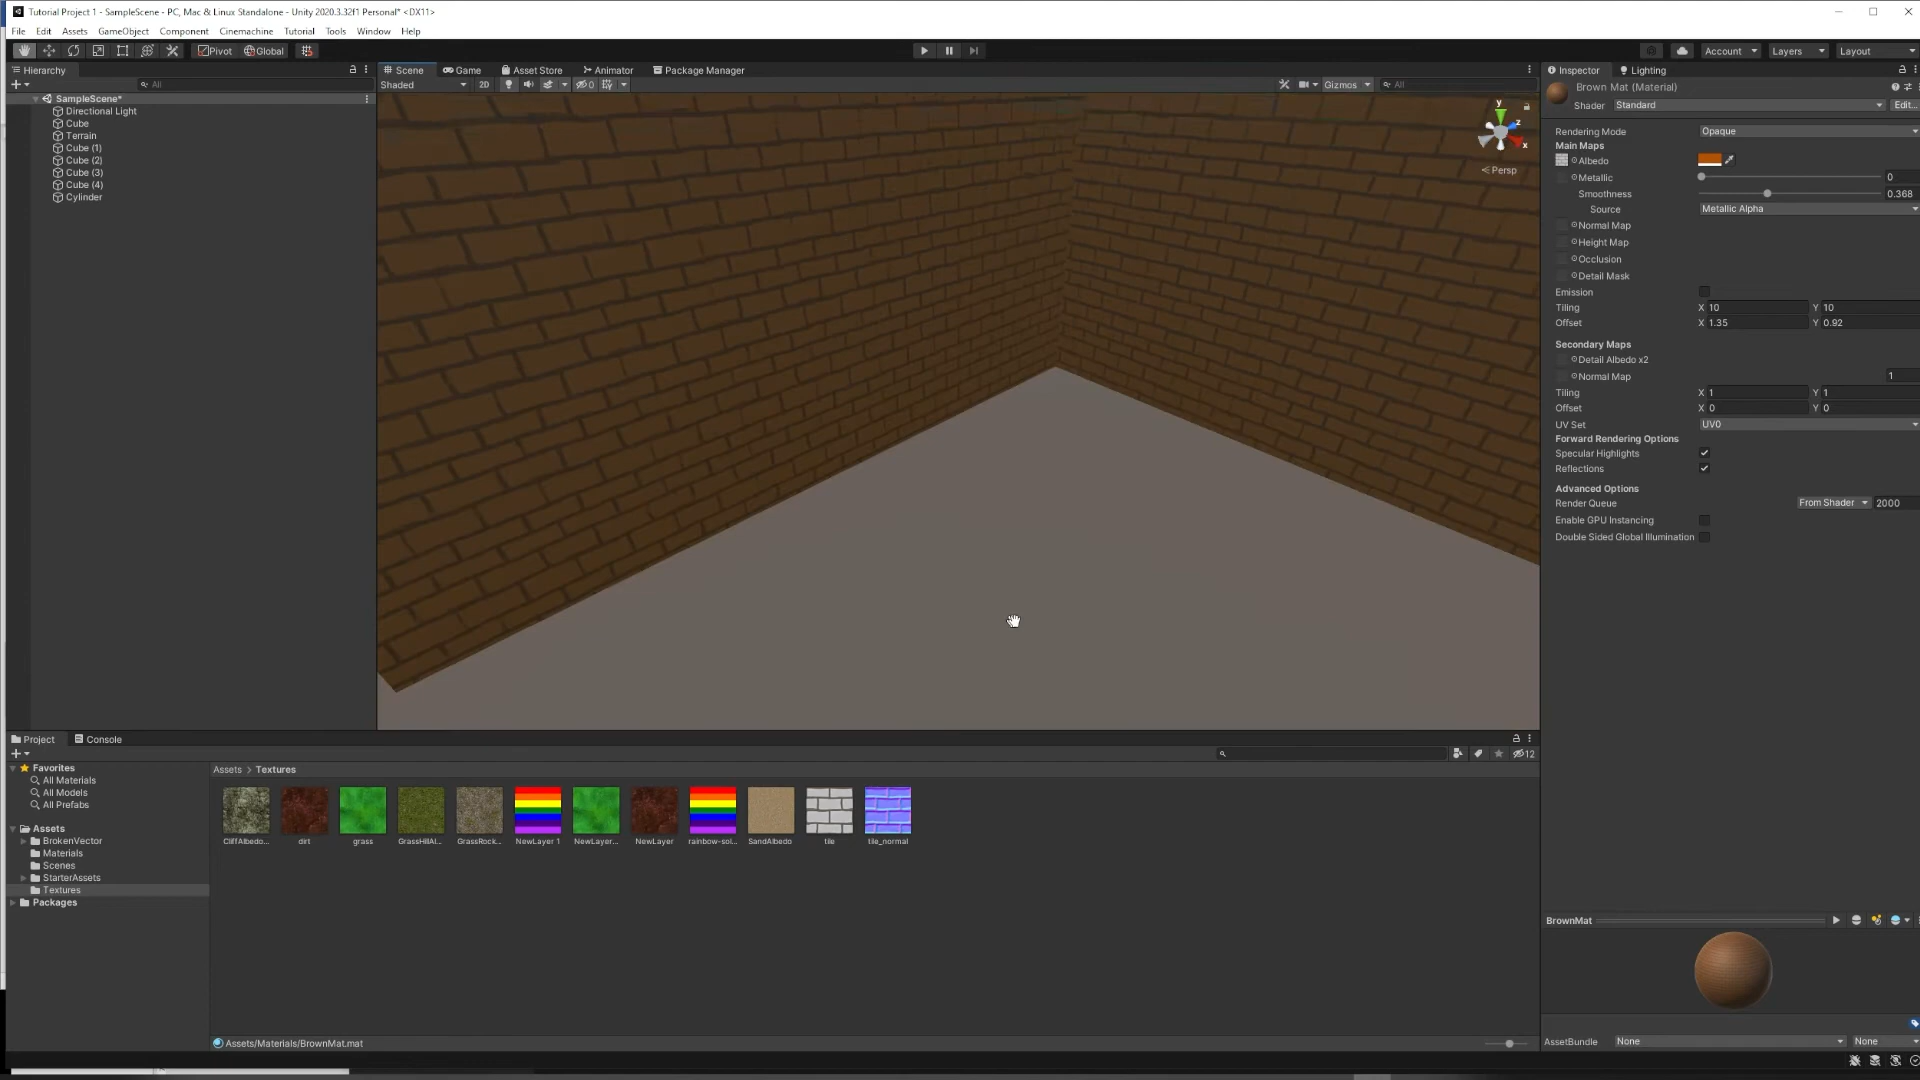 Tutorial Project 1 - SampleScene - PC, Mac & Linux Standalone - Unity 2020.3.32f1 Personal* <DX11>
File Edit Assets GameObject Component Cinemachine Tutorial Tools Window Help
Pivot Global Account Layers Layout
Hierarchy
All
SampleScene*
Directional Light
Cube
Terrain
Cube (1)
Cube (2)
Cube (3)
Cube (4)
Cylinder
Scene Game Asset Store Animator Package Manager
Shaded 2D 0 Gizmos All
y
z
x
Persp
Inspector Lighting
Brown Mat (Material)
Shader Standard Edit...
Rendering Mode Opaque
Main Maps
Albedo
Metallic 0
Smoothness 0.368
Source Metallic Alpha
Normal Map
Height Map
Occlusion
Detail Mask
Emission
Tiling X 10 Y 10
Offset X 1.35 Y 0.92
Secondary Maps
Detail Albedo x2
Normal Map 1
Tiling X 1 Y 1
Offset X 0 Y 0
UV Set UV0
Forward Rendering Options
Specular Highlights
Reflections
Advanced Options
Render Queue From Shader 2000
Enable GPU Instancing
Double Sided Global Illumination
Project Console
12
Favorites
All Materials
All Models
All Prefabs
Assets
BrokenVector
Materials
Scenes
StarterAssets
Textures
Packages
Assets > Textures
CliffAlbedo... dirt grass GrassHillAl... GrassRock... NewLayer 1 NewLayer... NewLayer rainbow-sol... SandAlbedo tile tile_normal
Assets/Materials/BrownMat.mat
BrownMat
AssetBundle None None